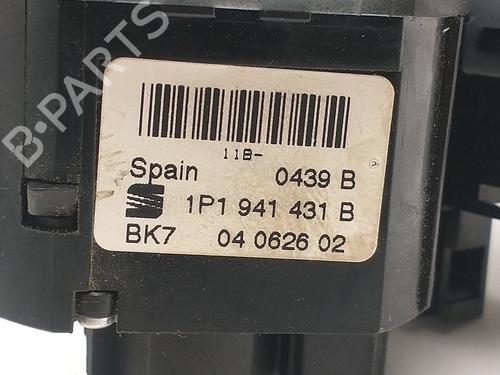 B-PARTS
11B-
Spain 0439 B
1P1 941 431 B
BK7 04 0626 02